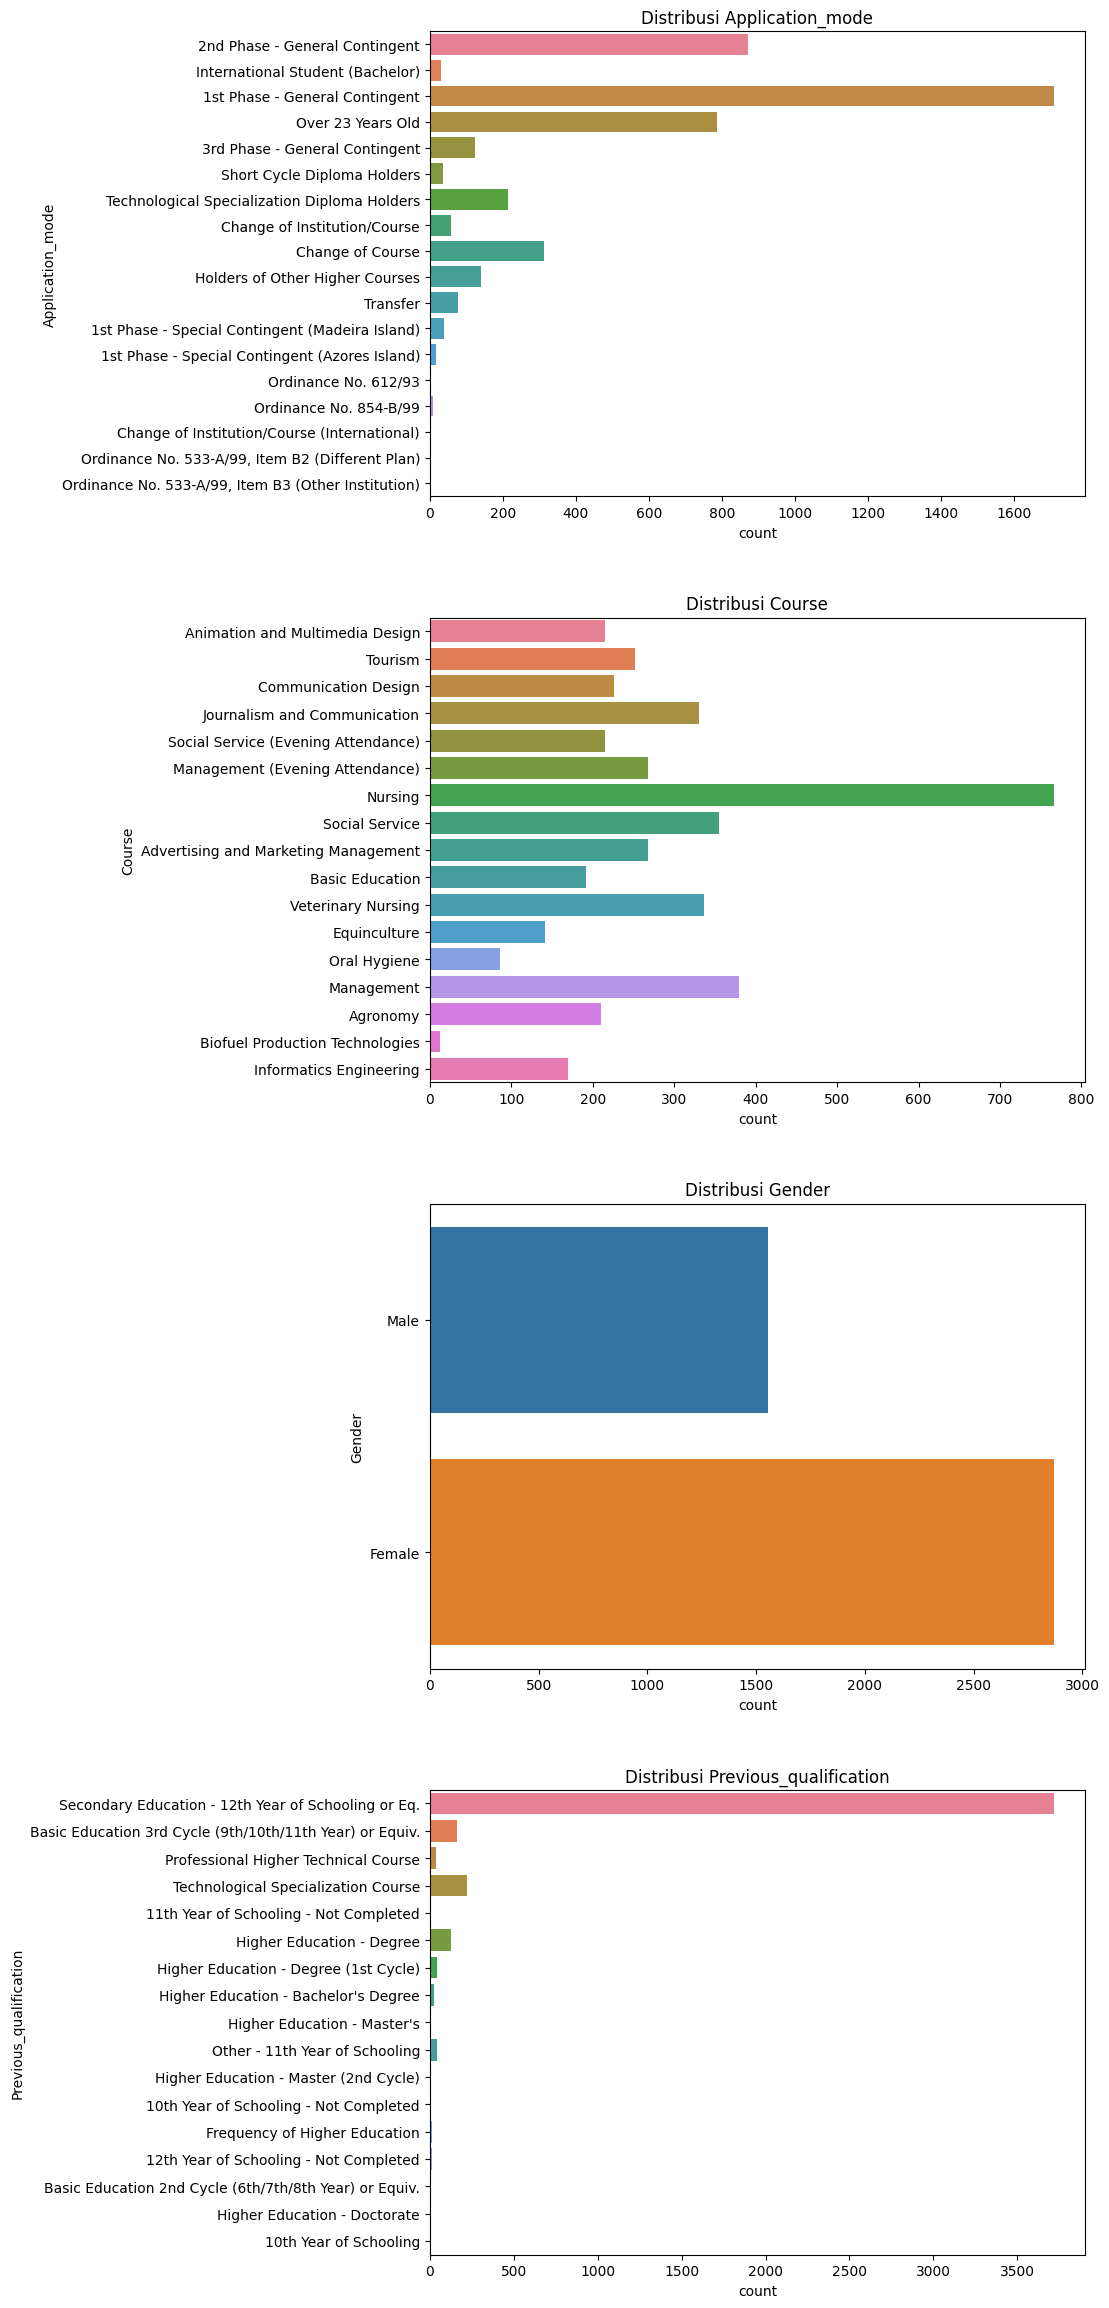 Distribusi Application_mode
Application_mode
2nd Phase - General Contingent
International Student (Bachelor)
1st Phase - General Contingent
Over 23 Years Old
3rd Phase - General Contingent
Short Cycle Diploma Holders
Technological Specialization Diploma Holders
Change of Institution/Course
Change of Course
Holders of Other Higher Courses
Transfer
1st Phase - Special Contingent (Madeira Island)
1st Phase - Special Contingent (Azores Island)
Ordinance No. 612/93
Ordinance No. 854-B/99
Change of Institution/Course (International)
Ordinance No. 533-A/99, Item B2 (Different Plan)
Ordinance No. 533-A/99, Item B3 (Other Institution)
0 200 400 600 800 1000 1200 1400 1600
count
Distribusi Course
Course
Animation and Multimedia Design
Tourism
Communication Design
Journalism and Communication
Social Service (Evening Attendance)
Management (Evening Attendance)
Nursing
Social Service
Advertising and Marketing Management
Basic Education
Veterinary Nursing
Equinculture
Oral Hygiene
Management
Agronomy
Biofuel Production Technologies
Informatics Engineering
0 100 200 300 400 500 600 700 800
count
Distribusi Gender
Gender
Male
Female
0 500 1000 1500 2000 2500 3000
count
Distribusi Previous_qualification
Previous_qualification
Secondary Education - 12th Year of Schooling or Eq.
Basic Education 3rd Cycle (9th/10th/11th Year) or Equiv.
Professional Higher Technical Course
Technological Specialization Course
11th Year of Schooling - Not Completed
Higher Education - Degree
Higher Education - Degree (1st Cycle)
Higher Education - Bachelor's Degree
Higher Education - Master's
Other - 11th Year of Schooling
Higher Education - Master (2nd Cycle)
10th Year of Schooling - Not Completed
Frequency of Higher Education
12th Year of Schooling - Not Completed
Basic Education 2nd Cycle (6th/7th/8th Year) or Equiv.
Higher Education - Doctorate
10th Year of Schooling
0 500 1000 1500 2000 2500 3000 3500
count